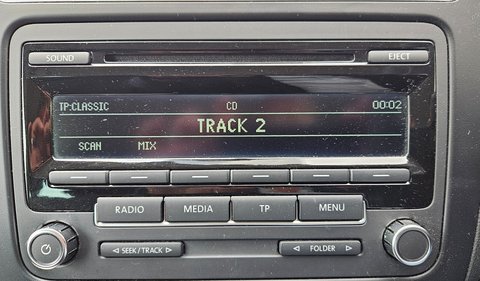 SOUND EJECT
TP:CLASSIC CD 00:02
TRACK 2
SCAN MIX
RADIO MEDIA TP MENU
SEEK/TRACK FOLDER